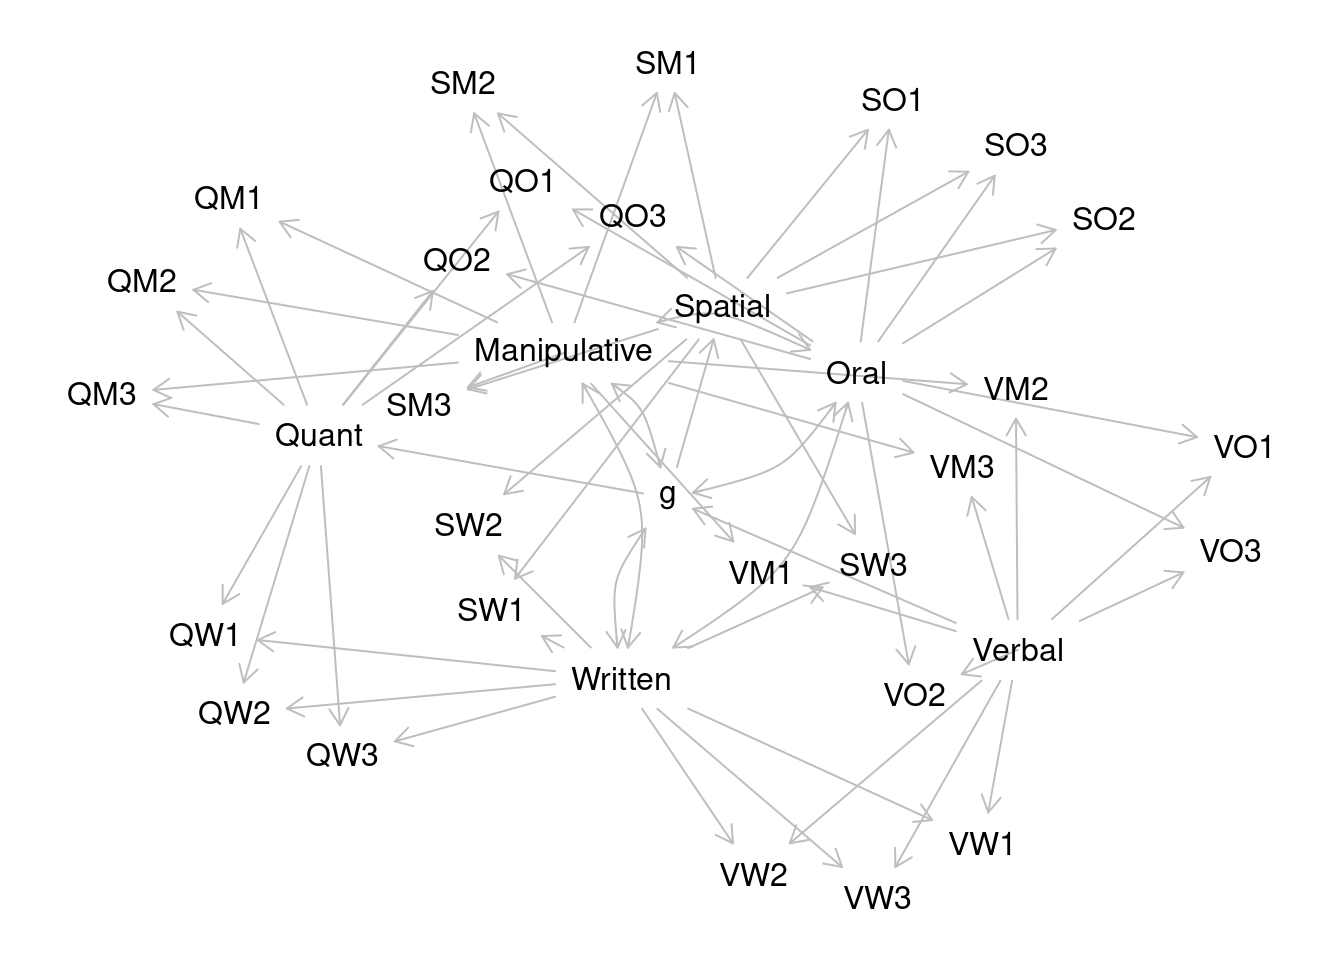 SM1
SM2
SO1
SO3
QO1
QM1
QO3
SO2
QO2
QM2
Spatial
Manipulative
Oral
VM2
QM3
SM3
Quant
VO1
VM3
g
SW2
VO3
SW3
VM1
SW1
QW1
Verbal
Written
VO2
QW2
QW3
VW1
VW2
VW3